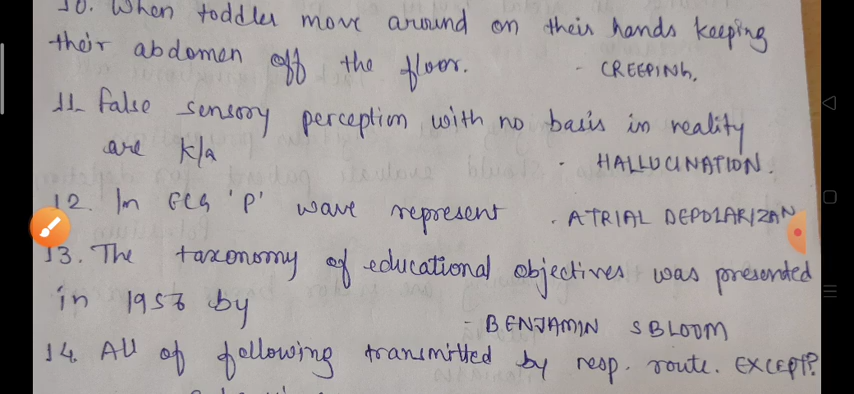 10. When toddler move around on their hands keeping
their abdomen off the floor.
- CREEPING.
11. False sensory perception with no basis in reality
are k/a
- HALLUCINATION.
12. In ECG 'P' wave represent
- ATRIAL DEPOLARIZAN
13. The taxonomy of educational objectives was presented
in 1956 by
- BENJAMIN S BLOOM
14. All of following transmitted by resp. route. EXCEPT?